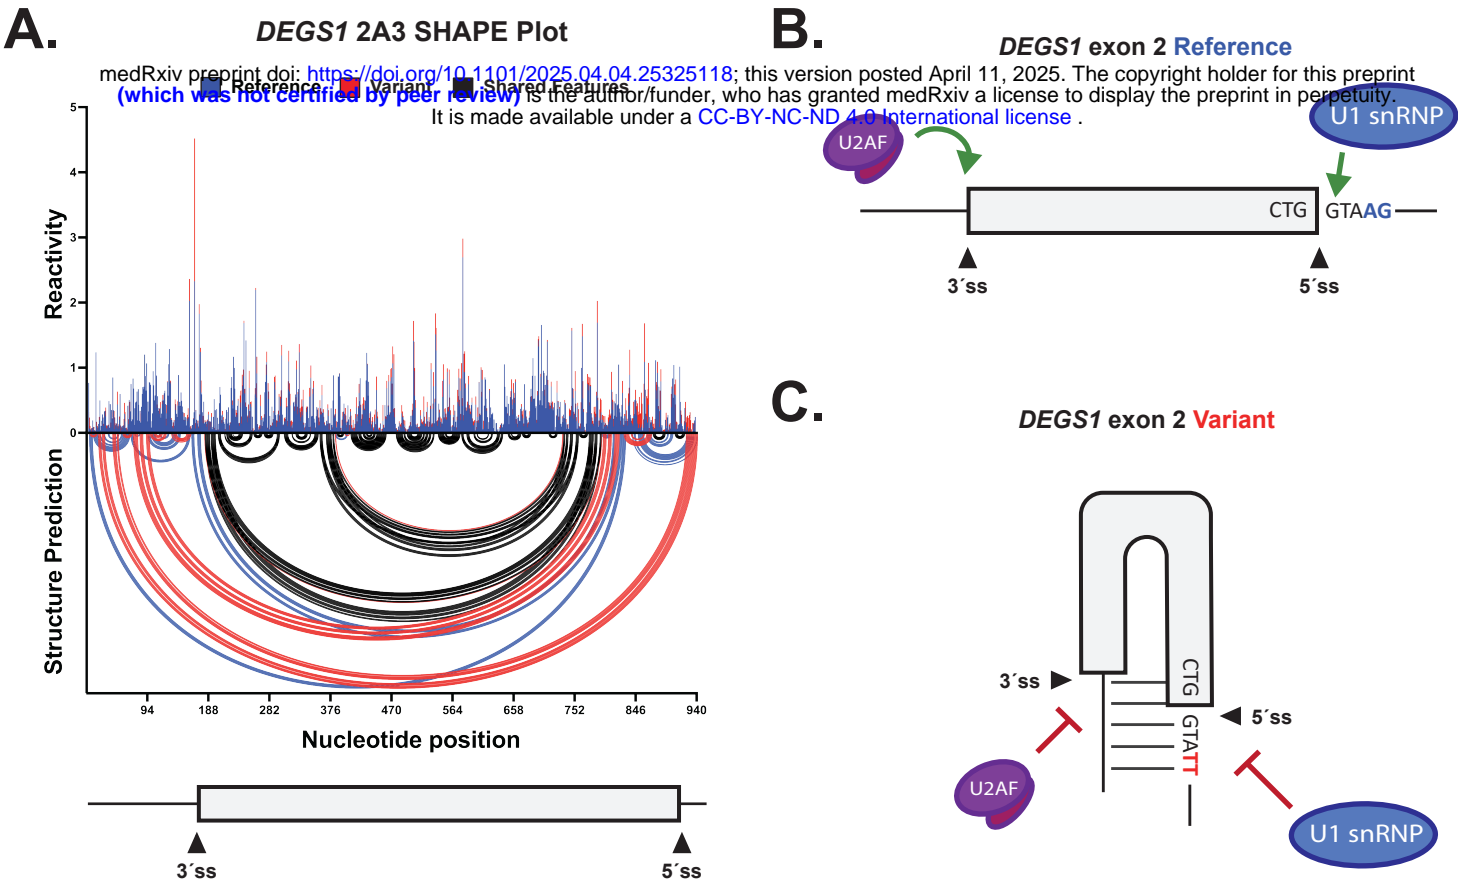 A.
DEGS1 2A3 SHAPE Plot
B.
DEGS1 exon 2 Reference
medRxiv preprint doi: https://doi.org/10.1101/2025.04.04.25325118; this version posted April 11, 2025. The copyright holder for this preprint
(which was not certified by peer review) is the author/funder, who has granted medRxiv a license to display the preprint in perpetuity.
It is made available under a CC-BY-NC-ND 4.0 International license .
Reference Variant Shared Features
5
4
3
2
1
0
Reactivity
Structure Prediction
94 188 282 376 470 564 658 752 846 940
Nucleotide position
3´ss
5´ss
U2AF
U1 snRNP
CTG GTAAG
3´ss
5´ss
C.
DEGS1 exon 2 Variant
3´ss
CTG
GTATT
5´ss
U2AF
U1 snRNP